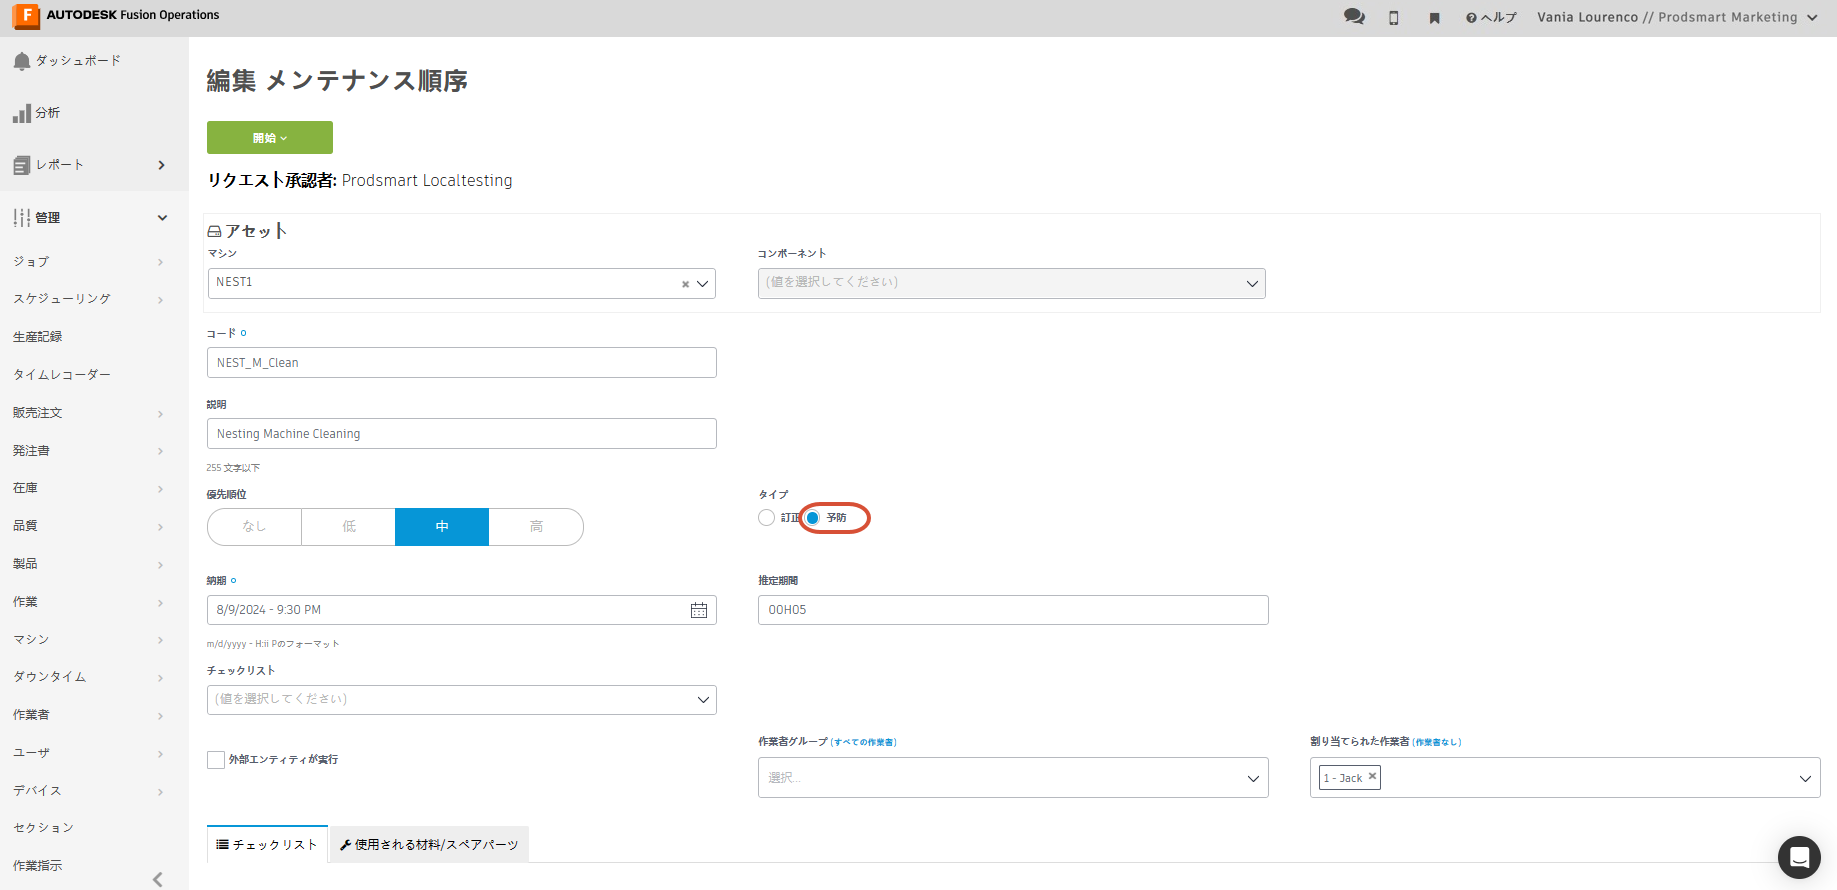 AUTODESK Fusion Operations
ヘルプ
Vania Lourenco // Prodsmart Marketing
ダッシュボード
分析
レポート
管理
ジョブ
スケジューリング
生産記録
タイムレコーダー
販売注文
発注書
在庫
品質
製品
作業
マシン
ダウンタイム
作業者
ユーザ
デバイス
セクション
作業指示
編集 メンテナンス順序
開始
リクエスト承認者: Prodsmart Localtesting
アセット
マシン
コンポーネント
NEST1
(値を選択してください)
コード
NEST_M_Clean
説明
Nesting Machine Cleaning
255 文字以下
優先順位
タイプ
なし
低
中
高
訂正
予防
納期
推定期間
8/9/2024 - 9:30 PM
00H05
m/d/yyyy - H:ii Pのフォーマット
チェックリスト
(値を選択してください)
外部エンティティが実行
作業者グループ (すべての作業者)
割り当てられた作業者 (作業者なし)
選択...
1 - Jack
チェックリスト
使用される材料/スペアパーツ